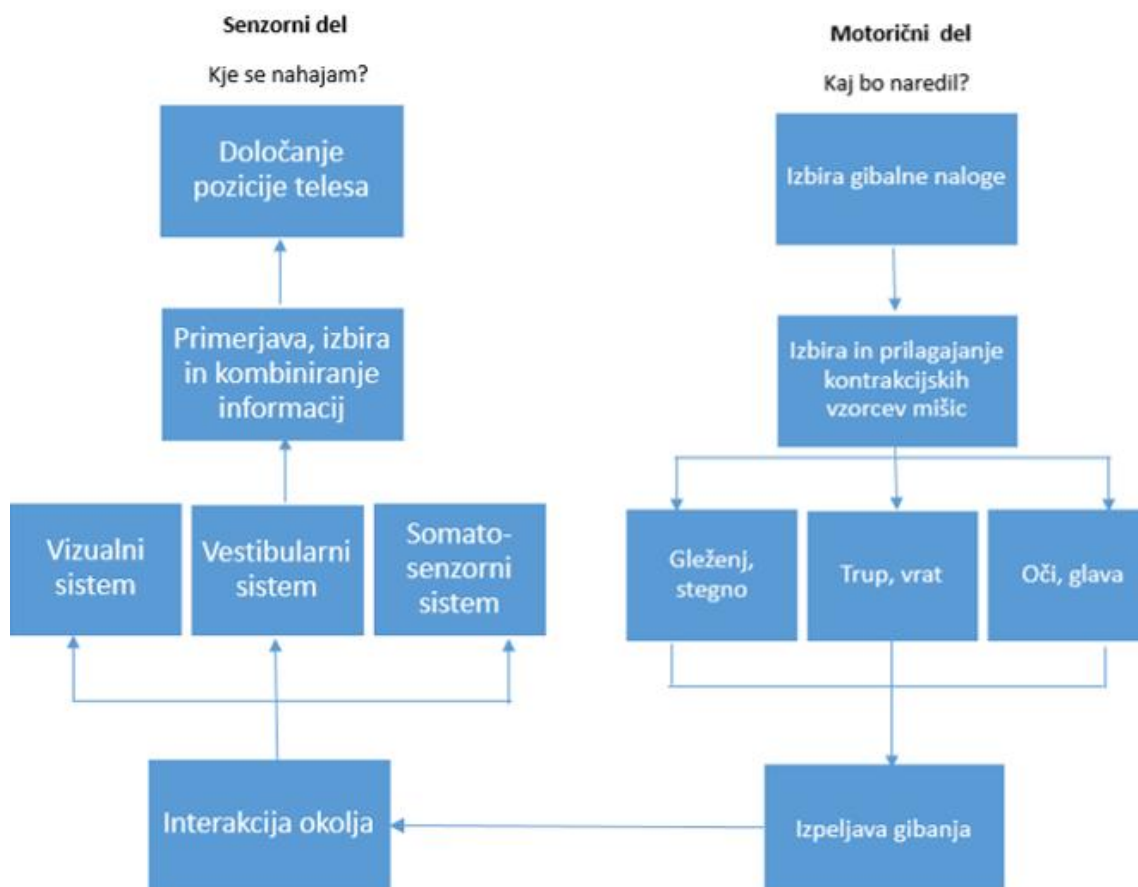 Senzorni del
Kje se nahajam?
Določanje
pozicije telesa
Primerjava, izbira
in kombiniranje
informacij
Vizualni
sistem
Vestibularni
sistem
Somato-
senzorni
sistem
Interakcija okolja
Motorični del
Kaj bo naredil?
Izbira gibalne naloge
Izbira in prilagajanje
kontrakcijskih
vzorcev mišic
Gleženj,
stegno
Trup, vrat
Oči, glava
Izpeljava gibanja